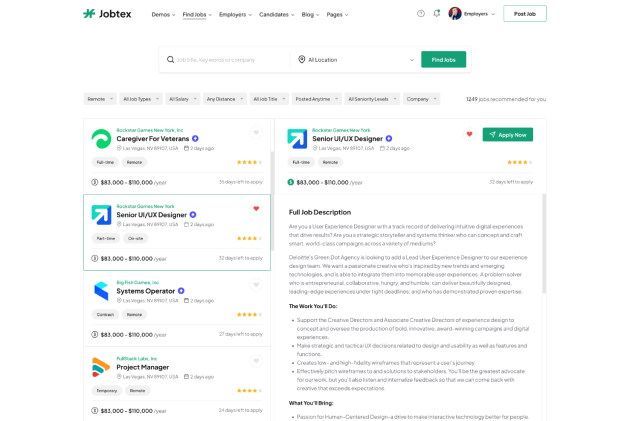 Jobtex
Demos Find Jobs Employers Candidates Blog Pages
Employers
Post Job
Job title, key words or company
All Location
Find Jobs
Remote All Job Types All Salary Any Distance All Job Title Posted Anytime All Seniority Levels Company
1249 jobs recommended for you
Rockstar Games New York, Inc
Caregiver For Veterans
Las Vegas, NV 89107, USA 2 days ago
Full-time Remote
$83,000 - $110,000 /year
35 days left to apply
Rockstar Games New York
Senior UI/UX Designer
Las Vegas, NV 89107, USA 2 days ago
Part-time On-site
$83,000 - $110,000 /year
32 days left to apply
Big Fish Games, Inc
Systems Operator
Las Vegas, NV 89107, USA 2 days ago
Contract Remote
$83,000 - $110,000 /year
27 days left to apply
FullStack Labs, Inc
Project Manager
Las Vegas, NV 89107, USA 2 days ago
Temporary Remote
$83,000 - $110,000 /year
24 days left to apply
Rockstar Games New York
Senior UI/UX Designer
Las Vegas, NV 89107, USA 2 days ago
Apply Now
Full-time Remote
$83,000 - $110,000 /year
22 days left to apply
Full Job Description
Are you a User Experience Designer with a track record of delivering intuitive digital experiences
that drive results? Are you a strategic storyteller and systems thinker who can concept and craft
smart, world-class campaigns across a variety of mediums?
Deloitte's Green Dot Agency is looking to add a Lead User Experience Designer to our experience
design team. We want a passionate creative who's inspired by new trends and emerging
technologies, and is able to integrate them into memorable user experiences. A problem solver
who is entrepreneurial, collaborative, hungry, and humble; can deliver beautifully designed,
leading-edge experiences under tight deadlines; and who has demonstrated proven expertise.
The Work You'll Do:
• Support the Creative Directors and Associate Creative Directors of experience design to
concept and oversee the production of bold, innovative, award-winning campaigns and digital
experiences.
• Make strategic and tactical UX decisions related to design and usability as well as features and
functions.
• Creates low- and high-fidelity wireframes that represent a user's journey.
• Effectively pitch wireframes to and solutions to stakeholders. You'll be the greatest advocate
for our work, but you'll also listen and internalize feedback so that we can come back with
creative that exceeds expectations.
What You'll Bring:
• Passion for Human-Centered Design-a drive to make interactive technology better for people.